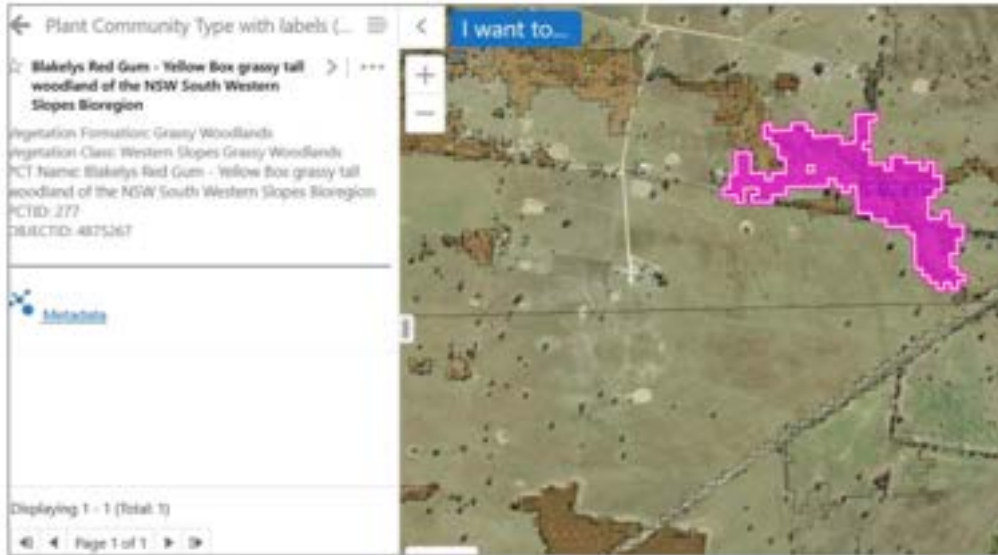 Plant Community Type with labels (...
I want to...
Blakelys Red Gum - Yellow Box grassy tall
woodland of the NSW South Western
Slopes Bioregion
Vegetation Formation: Grassy Woodlands
Vegetation Class: Western Slopes Grassy Woodlands
PCT Name: Blakelys Red Gum - Yellow Box grassy tall
woodland of the NSW South Western Slopes Bioregion
PCTID: 277
OBJECTID: 4875267
Metadata
Displaying 1 - 1 (Total: 1)
Page 1 of 1